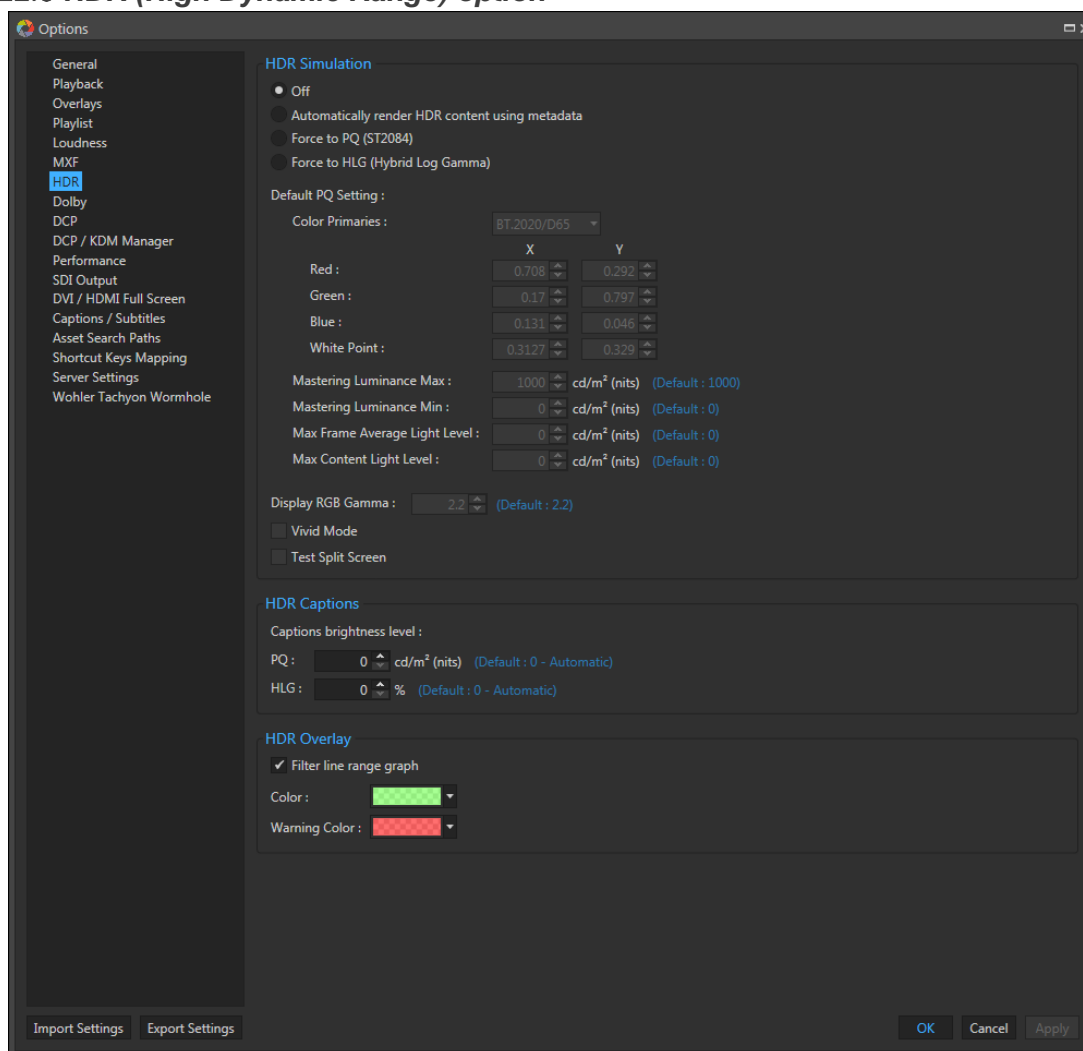 HDR (High Dynamic Range) option
Options
General
Playback
Overlays
Playlist
Loudness
MXF
HDR
Dolby
DCP
DCP / KDM Manager
Performance
SDI Output
DVI / HDMI Full Screen
Captions / Subtitles
Asset Search Paths
Shortcut Keys Mapping
Server Settings
Wohler Tachyon Wormhole
Import Settings Export Settings
HDR Simulation
Off
Automatically render HDR content using metadata
Force to PQ (ST2084)
Force to HLG (Hybrid Log Gamma)
Default PQ Setting :
Color Primaries : BT.2020/D65
X Y
Red : 0.708 0.292
Green : 0.17 0.797
Blue : 0.131 0.046
White Point : 0.3127 0.329
Mastering Luminance Max : 1000 cd/m² (nits) (Default : 1000)
Mastering Luminance Min : 0 cd/m² (nits) (Default : 0)
Max Frame Average Light Level : 0 cd/m² (nits) (Default : 0)
Max Content Light Level : 0 cd/m² (nits) (Default : 0)
Display RGB Gamma : 2.2 (Default : 2.2)
Vivid Mode
Test Split Screen
HDR Captions
Captions brightness level :
PQ : 0 cd/m² (nits) (Default : 0 - Automatic)
HLG : 0 % (Default : 0 - Automatic)
HDR Overlay
Filter line range graph
Color :
Warning Color :
OK Cancel Apply